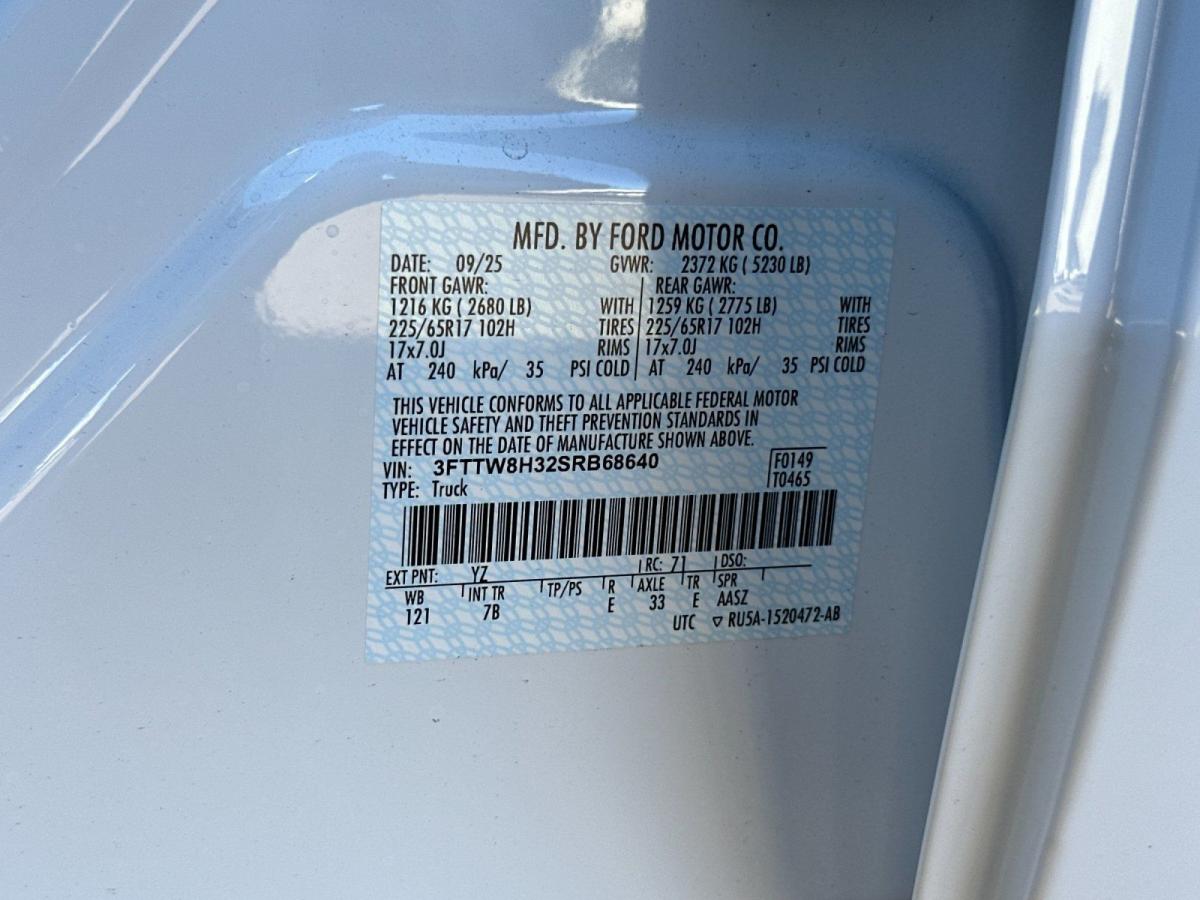 MFD. BY FORD MOTOR CO.
DATE: 09/25 GVWR: 2372 KG ( 5230 LB)
FRONT GAWR: REAR GAWR:
1216 KG ( 2680 LB) WITH 1259 KG ( 2775 LB) WITH
225/65R17 102H TIRES 225/65R17 102H TIRES
17x7.0J RIMS 17x7.0J RIMS
AT 240 kPa/ 35 PSI COLD AT 240 kPa/ 35 PSI COLD
THIS VEHICLE CONFORMS TO ALL APPLICABLE FEDERAL MOTOR
VEHICLE SAFETY AND THEFT PREVENTION STANDARDS IN
EFFECT ON THE DATE OF MANUFACTURE SHOWN ABOVE.
VIN: 3FTTW8H32SRB68640 F0149
TYPE: Truck T0465
EXT PNT: YZ RC: 71 DSO:
WB INT TR TP/PS R AXLE TR SPR
121 7B E 33 E AASZ
UTC ▽ RU5A-1520472-AB